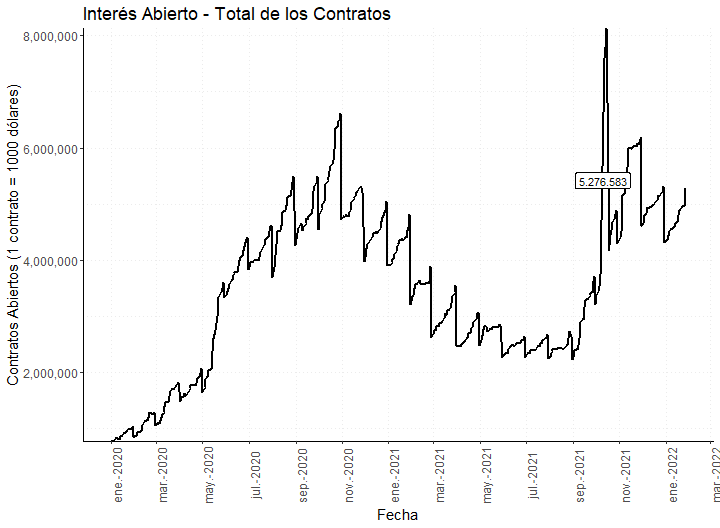 Interés Abierto - Total de los Contratos
Contratos Abiertos (1 contrato = 1000 dólares)
8,000,000
6,000,000
4,000,000
2,000,000
5.276.583
ene.-2020
mar.-2020
may.-2020
jul.-2020
sep.-2020
nov.-2020
ene.-2021
mar.-2021
may.-2021
jul.-2021
sep.-2021
nov.-2021
ene.-2022
mar.-2022
Fecha